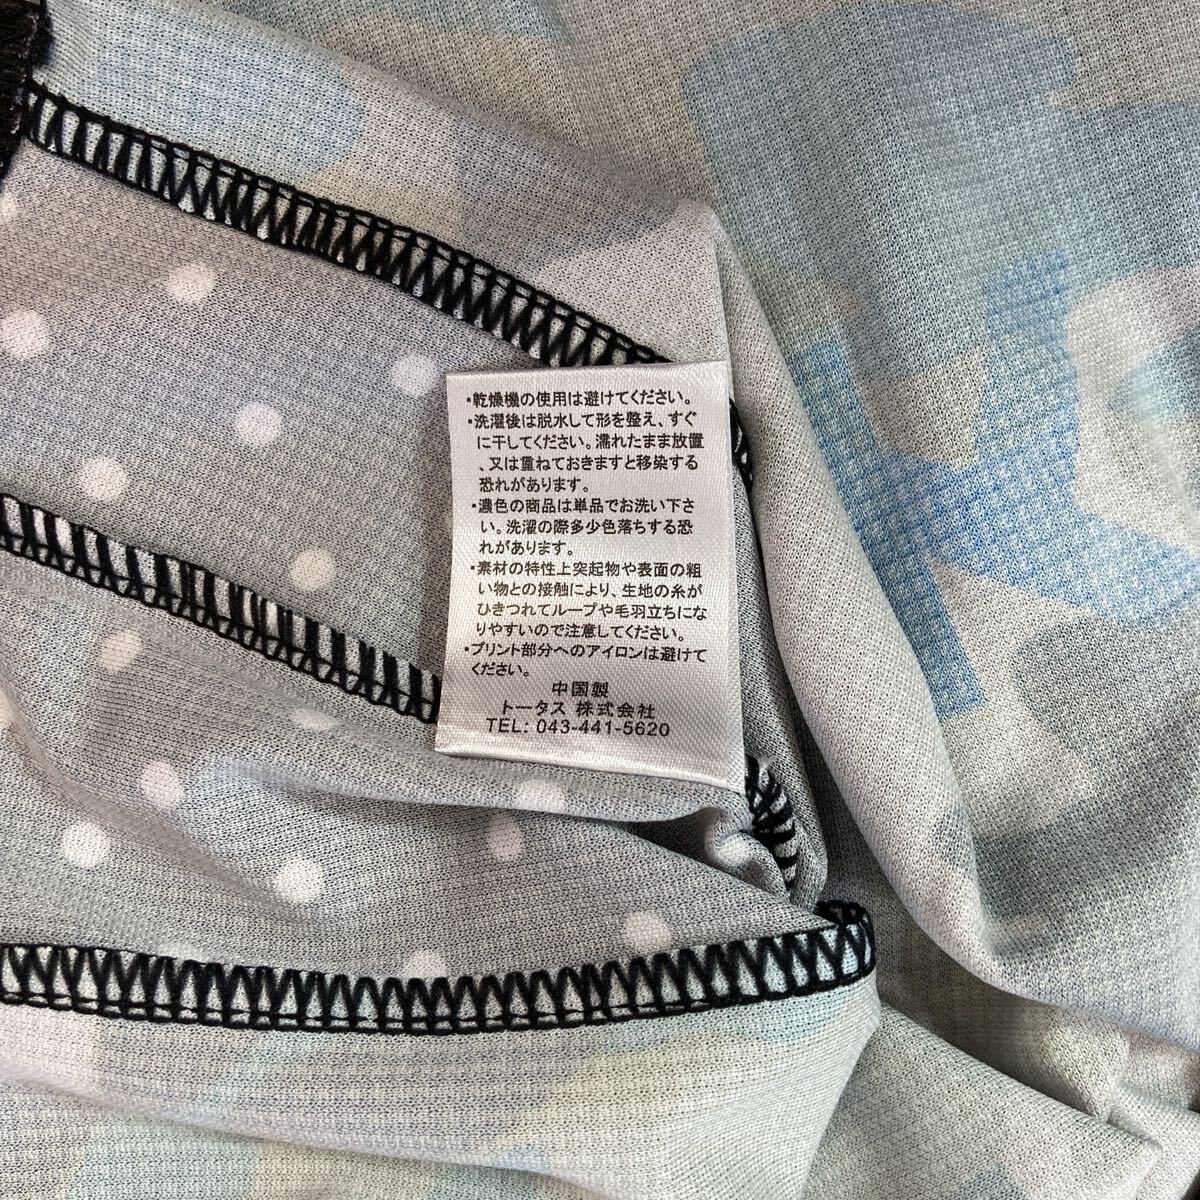 ・乾燥機の使用は避けてください。
・洗濯後は脱水して形を整え、すぐ
に干してください。濡れたまま放置
、又は重ねておきますと移染する
恐れがあります。
・濃色の商品は単品でお洗い下さ
い。洗濯の際多少色落ちする恐
れがあります。
・素材の特性上突起物や表面の粗
い物との接触により、生地の糸が
ひきつれてループや毛羽立ちにな
りやすいので注意してください。
・プリント部分へのアイロンは避けて
ください。
中国製
トータス 株式会社
TEL: 043-441-5620